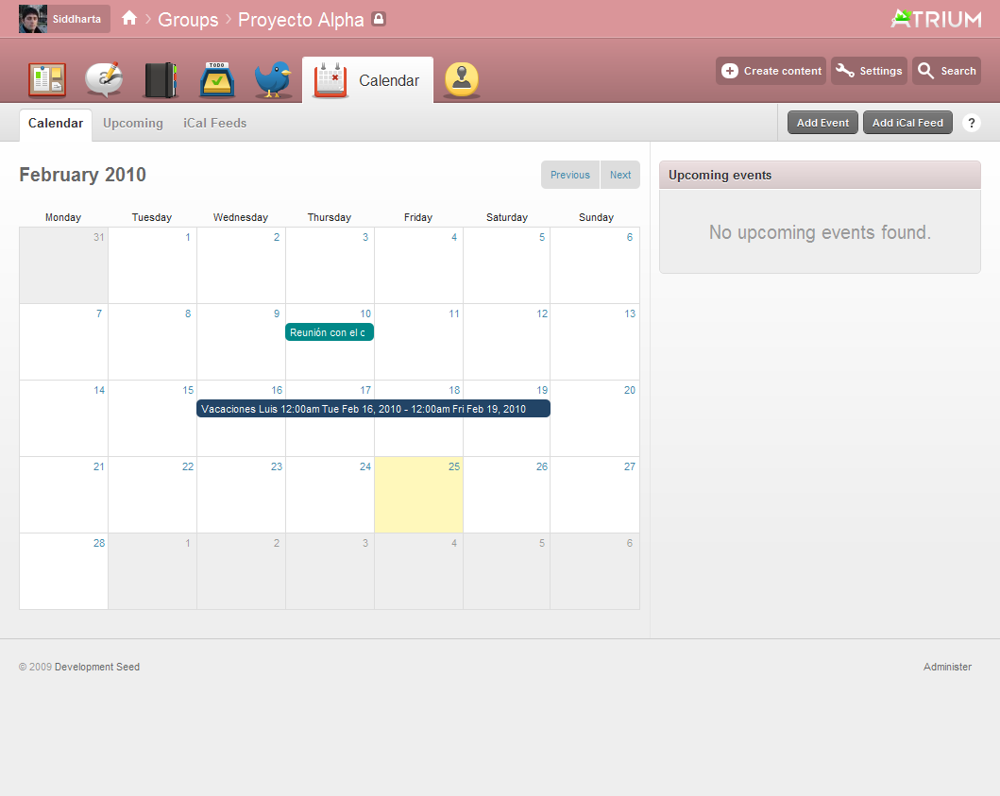 Siddharta › Groups › Proyecto Alpha
ATRIUM
TODO
Calendar
Create content Settings Search
Calendar Upcoming iCal Feeds
Add Event Add iCal Feed ?
February 2010
Previous Next
Monday Tuesday Wednesday Thursday Friday Saturday Sunday
31 1 2 3 4 5 6
7 8 9 10 11 12 13
Reunión con el c
14 15 16 17 18 19 20
Vacaciones Luis 12:00am Tue Feb 16, 2010 - 12:00am Fri Feb 19, 2010
21 22 23 24 25 26 27
28 1 2 3 4 5 6
Upcoming events
No upcoming events found.
© 2009 Development Seed
Administer